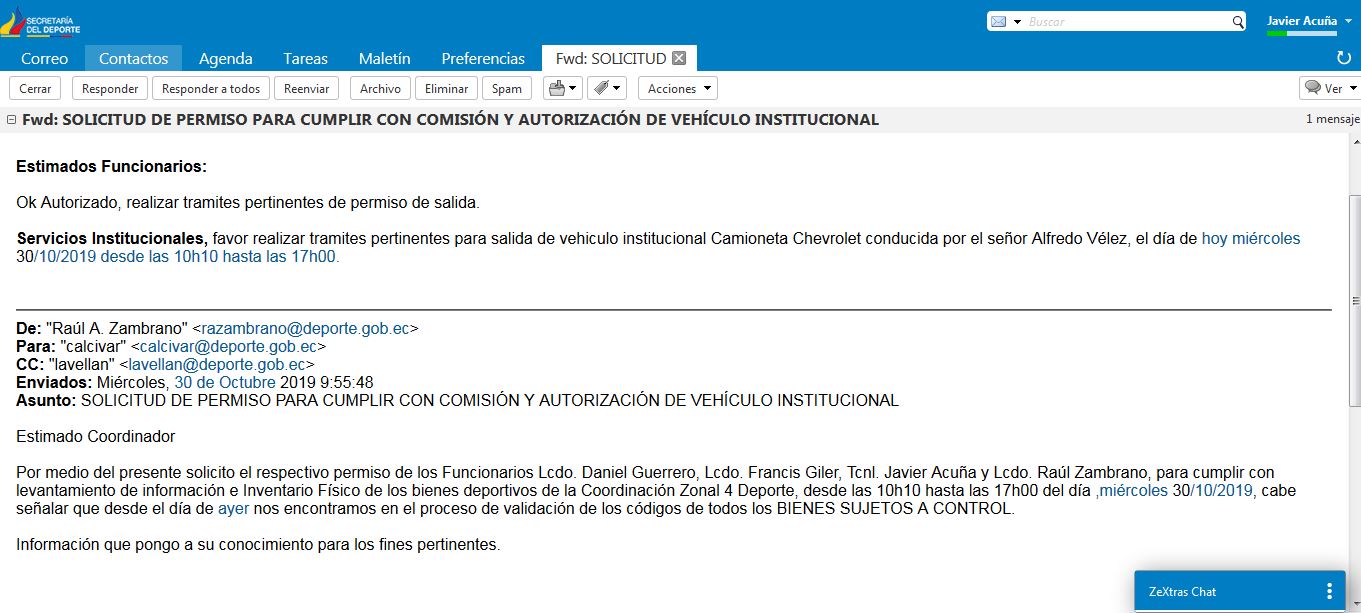 SECRETARÍA
DEL DEPORTE
Buscar
Javier Acuña
Correo Contactos Agenda Tareas Maletín Preferencias Fwd: SOLICITUD
Cerrar Responder Responder a todos Reenviar Archivo Eliminar Spam Acciones Ver
Fwd: SOLICITUD DE PERMISO PARA CUMPLIR CON COMISIÓN Y AUTORIZACIÓN DE VEHÍCULO INSTITUCIONAL
1 mensaje
Estimados Funcionarios:
Ok Autorizado, realizar tramites pertinentes de permiso de salida.
Servicios Institucionales, favor realizar tramites pertinentes para salida de vehiculo institucional Camioneta Chevrolet conducida por el señor Alfredo Vélez, el día de hoy miércoles
30/10/2019 desde las 10h10 hasta las 17h00.
De: "Raúl A. Zambrano" <razambrano@deporte.gob.ec>
Para: "calcivar" <calcivar@deporte.gob.ec>
CC: "lavellan" <lavellan@deporte.gob.ec>
Enviados: Miércoles, 30 de Octubre 2019 9:55:48
Asunto: SOLICITUD DE PERMISO PARA CUMPLIR CON COMISIÓN Y AUTORIZACIÓN DE VEHÍCULO INSTITUCIONAL
Estimado Coordinador
Por medio del presente solicito el respectivo permiso de los Funcionarios Lcdo. Daniel Guerrero, Lcdo. Francis Giler, Tcnl. Javier Acuña y Lcdo. Raúl Zambrano, para cumplir con
levantamiento de información e Inventario Físico de los bienes deportivos de la Coordinación Zonal 4 Deporte, desde las 10h10 hasta las 17h00 del día ,miércoles 30/10/2019, cabe
señalar que desde el día de ayer nos encontramos en el proceso de validación de los códigos de todos los BIENES SUJETOS A CONTROL.
Información que pongo a su conocimiento para los fines pertinentes.
ZeXtras Chat